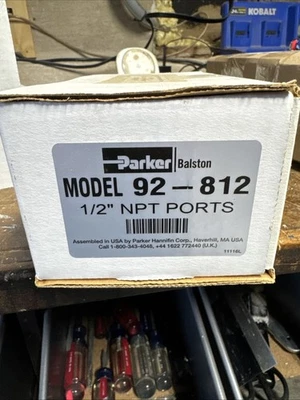 KOBALT
Parker Balston
MODEL 92-812
1/2" NPT PORTS
Assembled in USA by Parker Hannifin Corp., Haverhill, MA USA
Call 1-800-343-4048, +44 1622 772440 (U.K.)